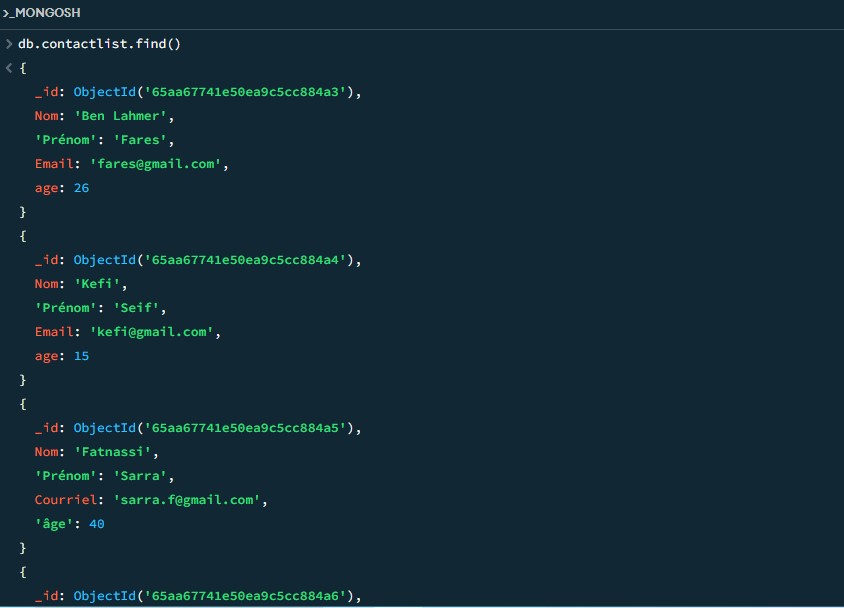 >_MONGOSH
> db.contactlist.find()
< {
_id: ObjectId('65aa67741e50ea9c5cc884a3'),
Nom: 'Ben Lahmer',
'Prénom': 'Fares',
Email: 'fares@gmail.com',
age: 26
}
{
_id: ObjectId('65aa67741e50ea9c5cc884a4'),
Nom: 'Kefi',
'Prénom': 'Seif',
Email: 'kefi@gmail.com',
age: 15
}
{
_id: ObjectId('65aa67741e50ea9c5cc884a5'),
Nom: 'Fatnassi',
'Prénom': 'Sarra',
Courriel: 'sarra.f@gmail.com',
'âge': 40
}
{
_id: ObjectId('65aa67741e50ea9c5cc884a6'),